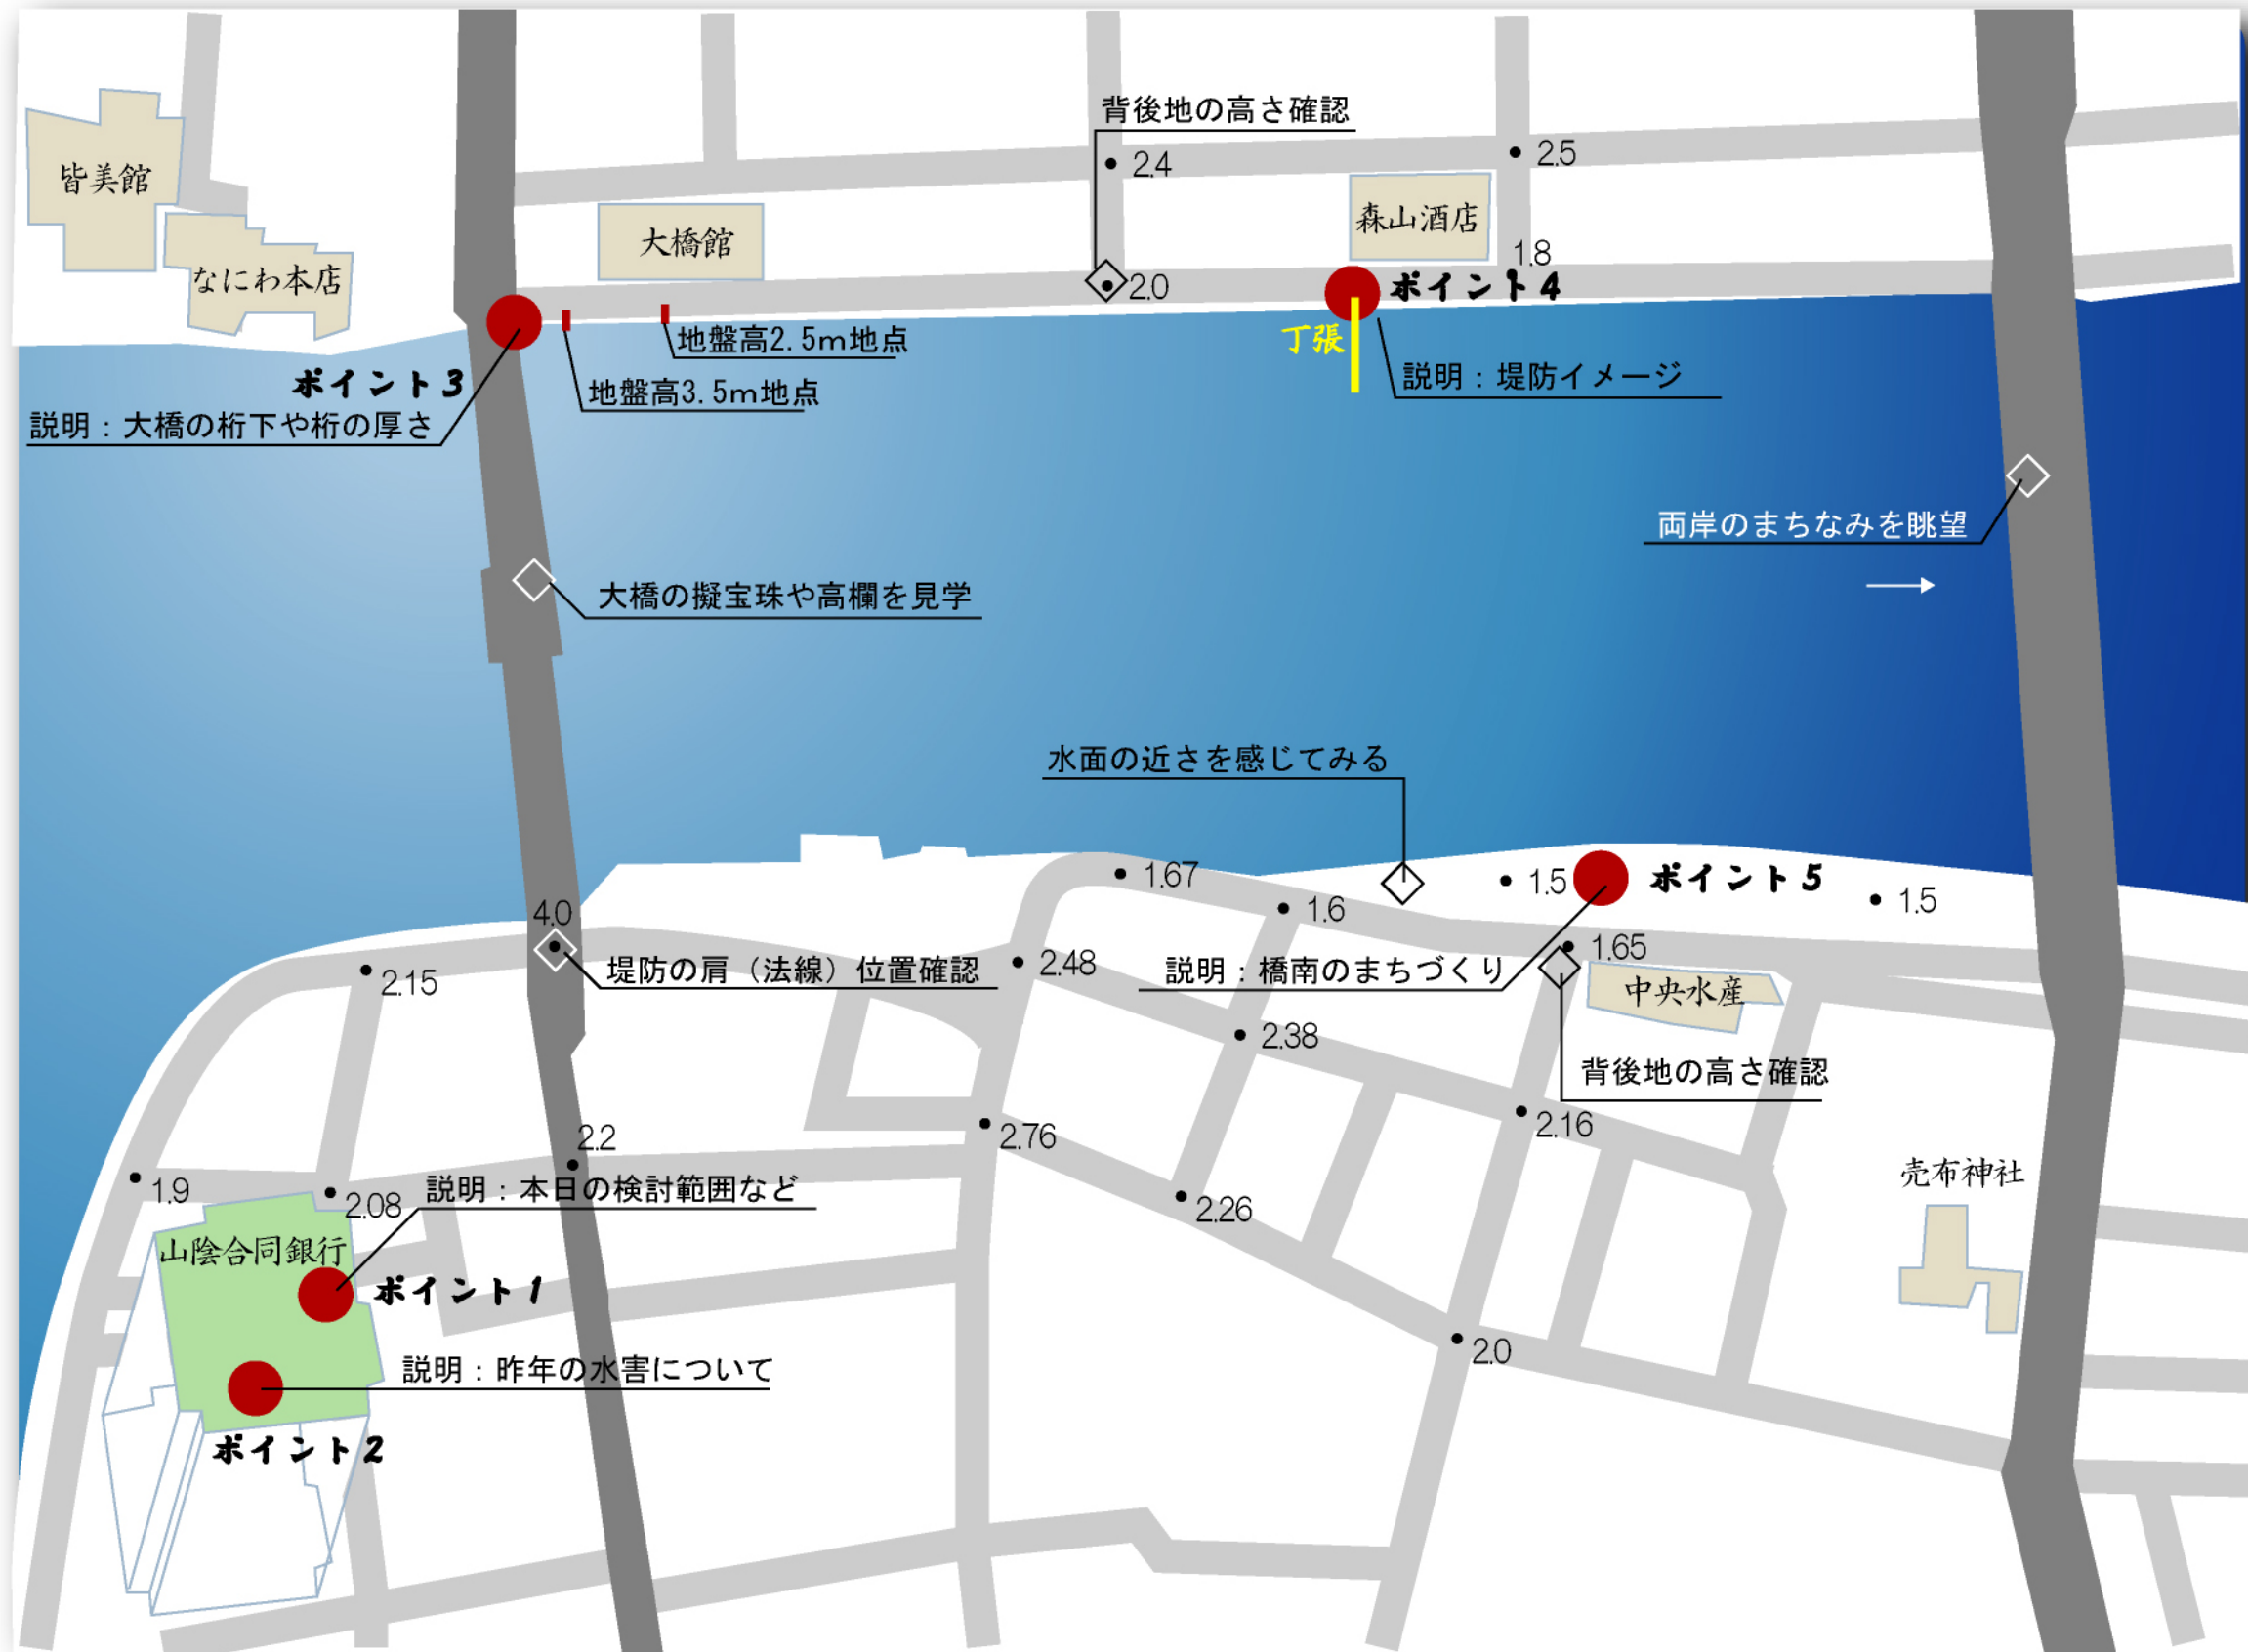 背後地の高さ確認
2.4
2.5
皆美館
大橋館
森山酒店
1.8
なにわ本店
2.0
ポイント4
地盤高2.5m地点
丁張
ポイント3
地盤高3.5m地点
説明：堤防イメージ
説明：大橋の桁下や桁の厚さ
両岸のまちなみを眺望
大橋の擬宝珠や高欄を見学
水面の近さを感じてみる
1.67
1.5
ポイント5
1.5
4.0
1.6
1.65
2.15
堤防の肩（法線）位置確認
2.48
説明：橋南のまちづくり
中央水産
2.38
背後地の高さ確認
2.2
2.76
2.16
1.9
2.08
説明：本日の検討範囲など
2.26
売布神社
山陰合同銀行
ポイント1
説明：昨年の水害について
2.0
ポイント2